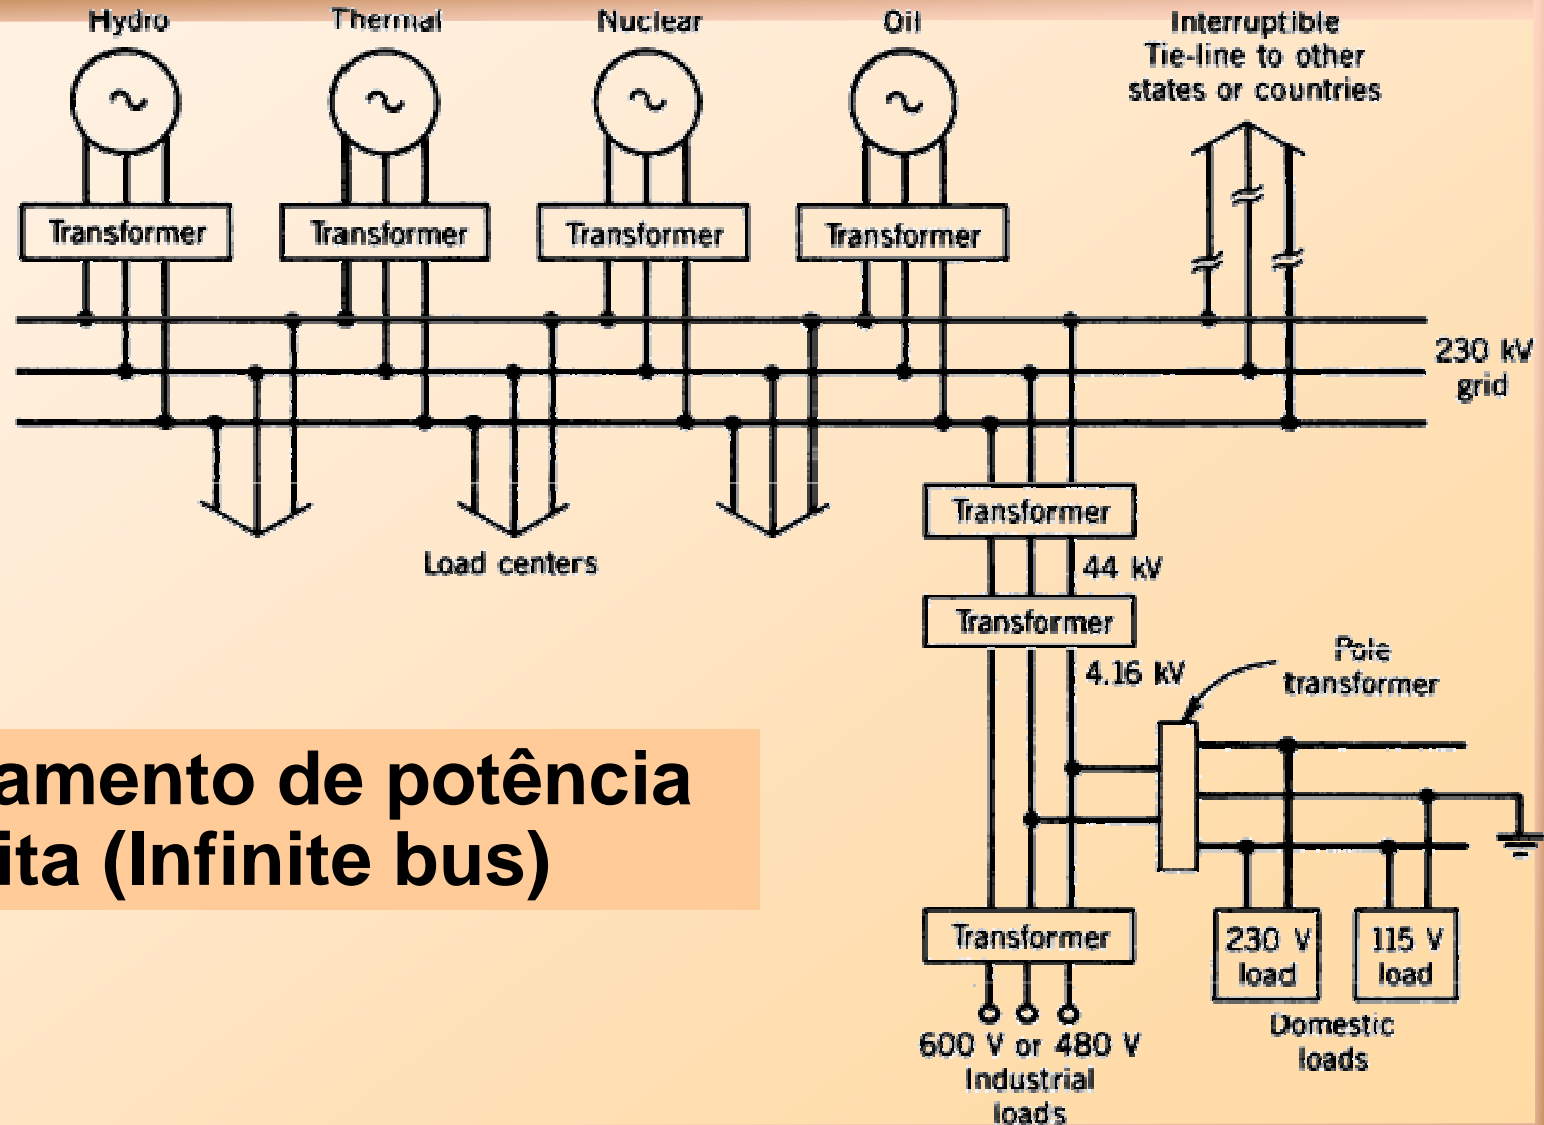 Hydro
Thermal
Nuclear
Oil
Interruptible
Tie-line to other
states or countries
Transformer
Transformer
Transformer
Transformer
230 kV
grid
Load centers
Transformer
44 kV
Transformer
4.16 kV
Pole
transformer
amento de potência
ita (Infinite bus)
Transformer
600 V or 480 V
Industrial
loads
230 V
load
115 V
load
Domestic
loads